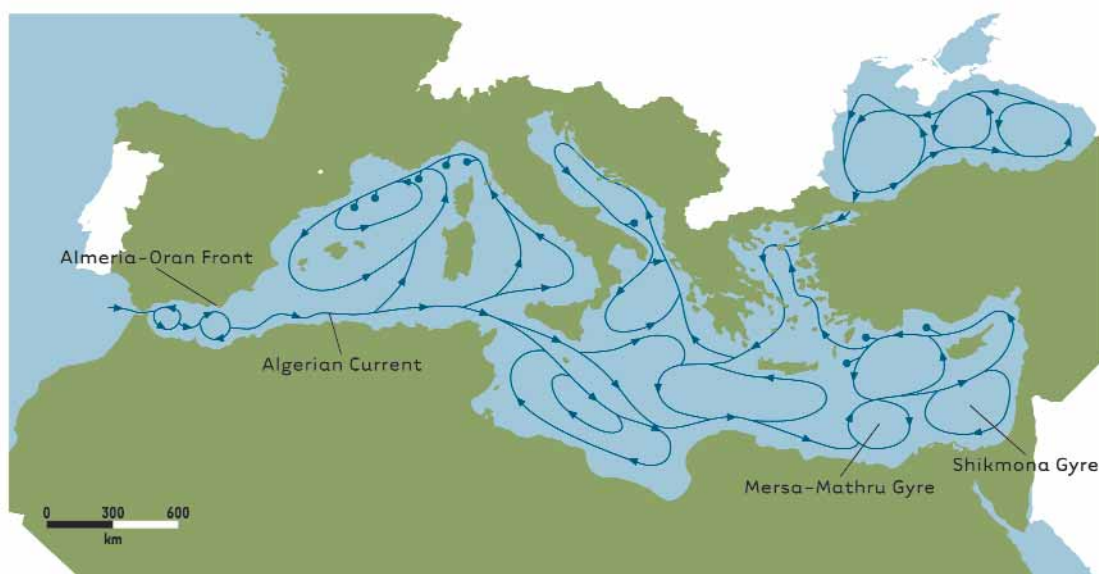 Almeria-Oran Front
Algerian Current
Shikmona Gyre
Mersa-Mathru Gyre
0 300 600
km